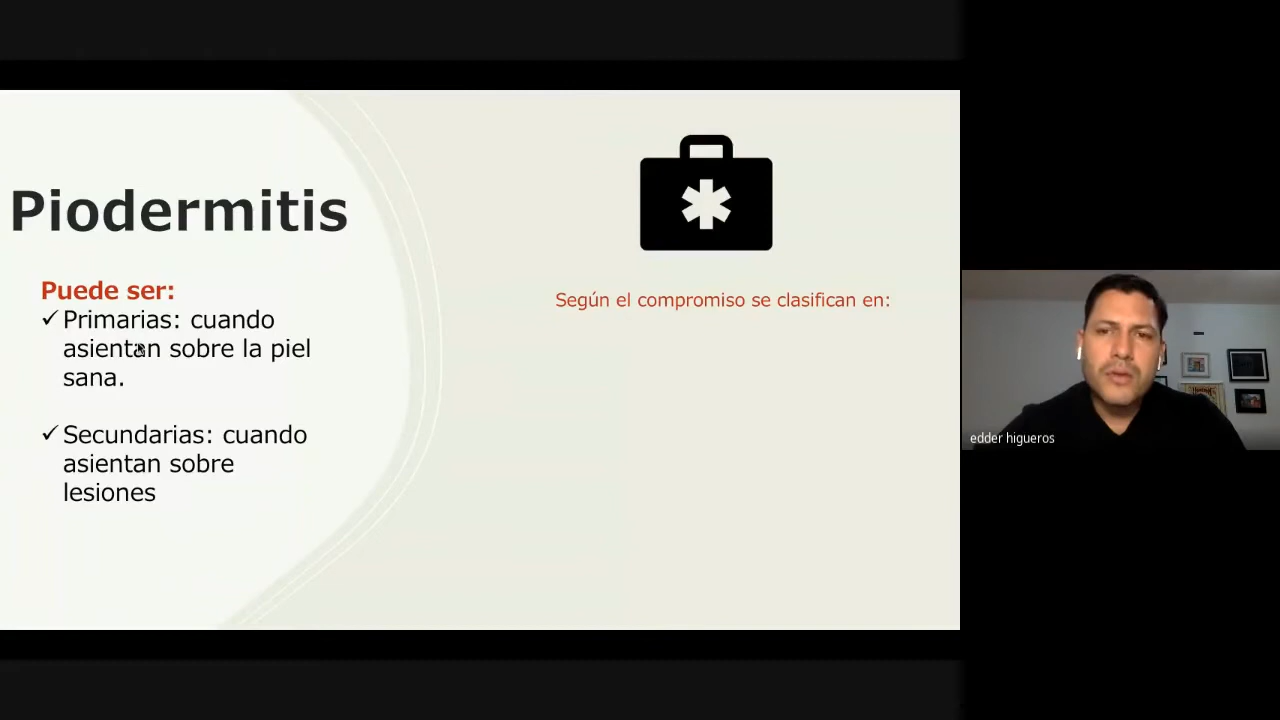 Piodermitis
Puede ser:
✓Primarias: cuando
asientan sobre la piel
sana.
✓Secundarias: cuando
asientan sobre
lesiones
Según el compromiso se clasifican en:
edder higueros